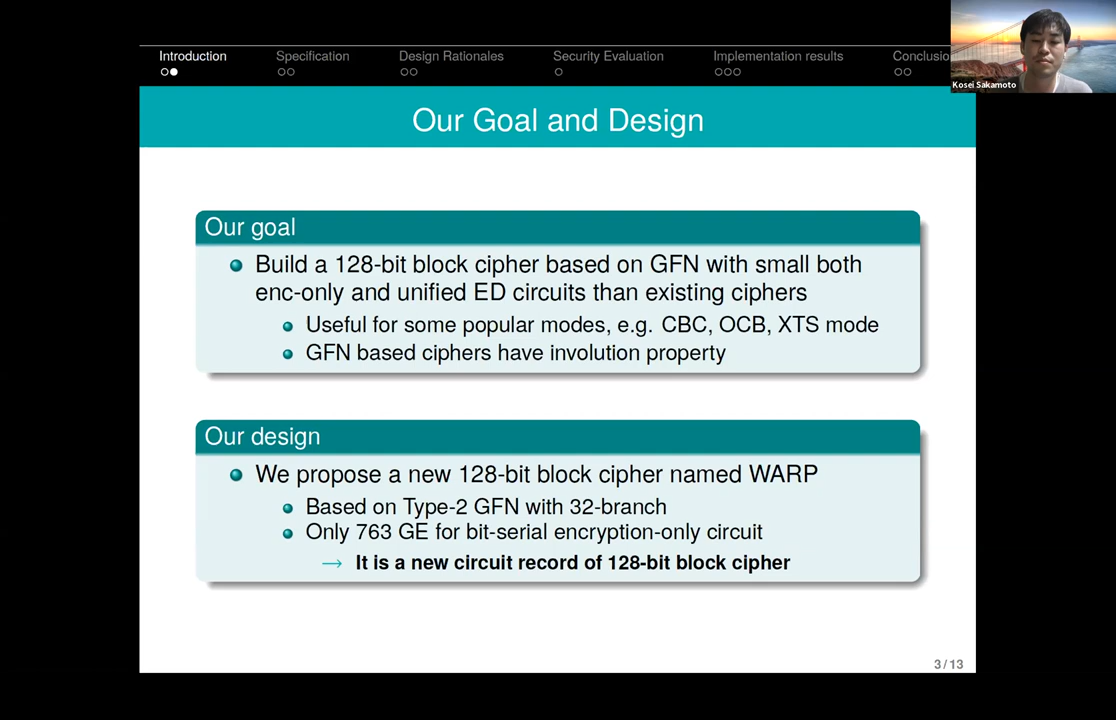 Introduction
Specification
Design Rationales
Security Evaluation
Implementation results
Conclusio
Kosei Sakamoto
Our Goal and Design
Our goal
Build a 128-bit block cipher based on GFN with small both
enc-only and unified ED circuits than existing ciphers
Useful for some popular modes, e.g. CBC, OCB, XTS mode
GFN based ciphers have involution property
Our design
We propose a new 128-bit block cipher named WARP
Based on Type-2 GFN with 32-branch
Only 763 GE for bit-serial encryption-only circuit
→ It is a new circuit record of 128-bit block cipher
3 / 13